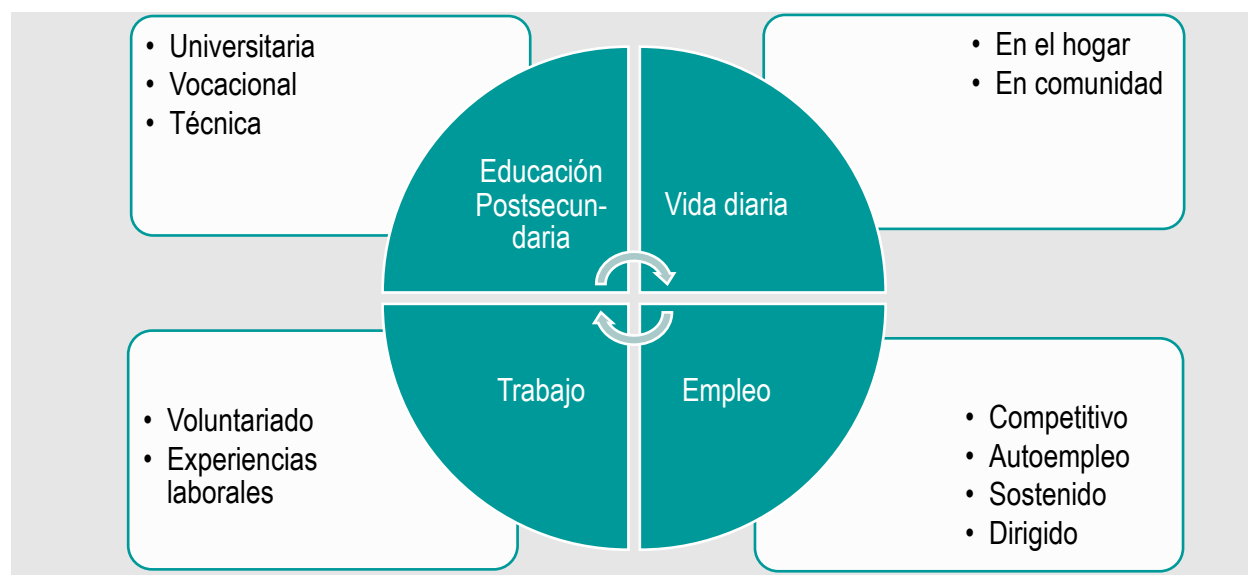 • Universitaria
• Vocacional
• Técnica
• En el hogar
• En comunidad
Educación
Postsecun-
daria
Vida diaria
Trabajo
Empleo
• Voluntariado
• Experiencias
laborales
• Competitivo
• Autoempleo
• Sostenido
• Dirigido